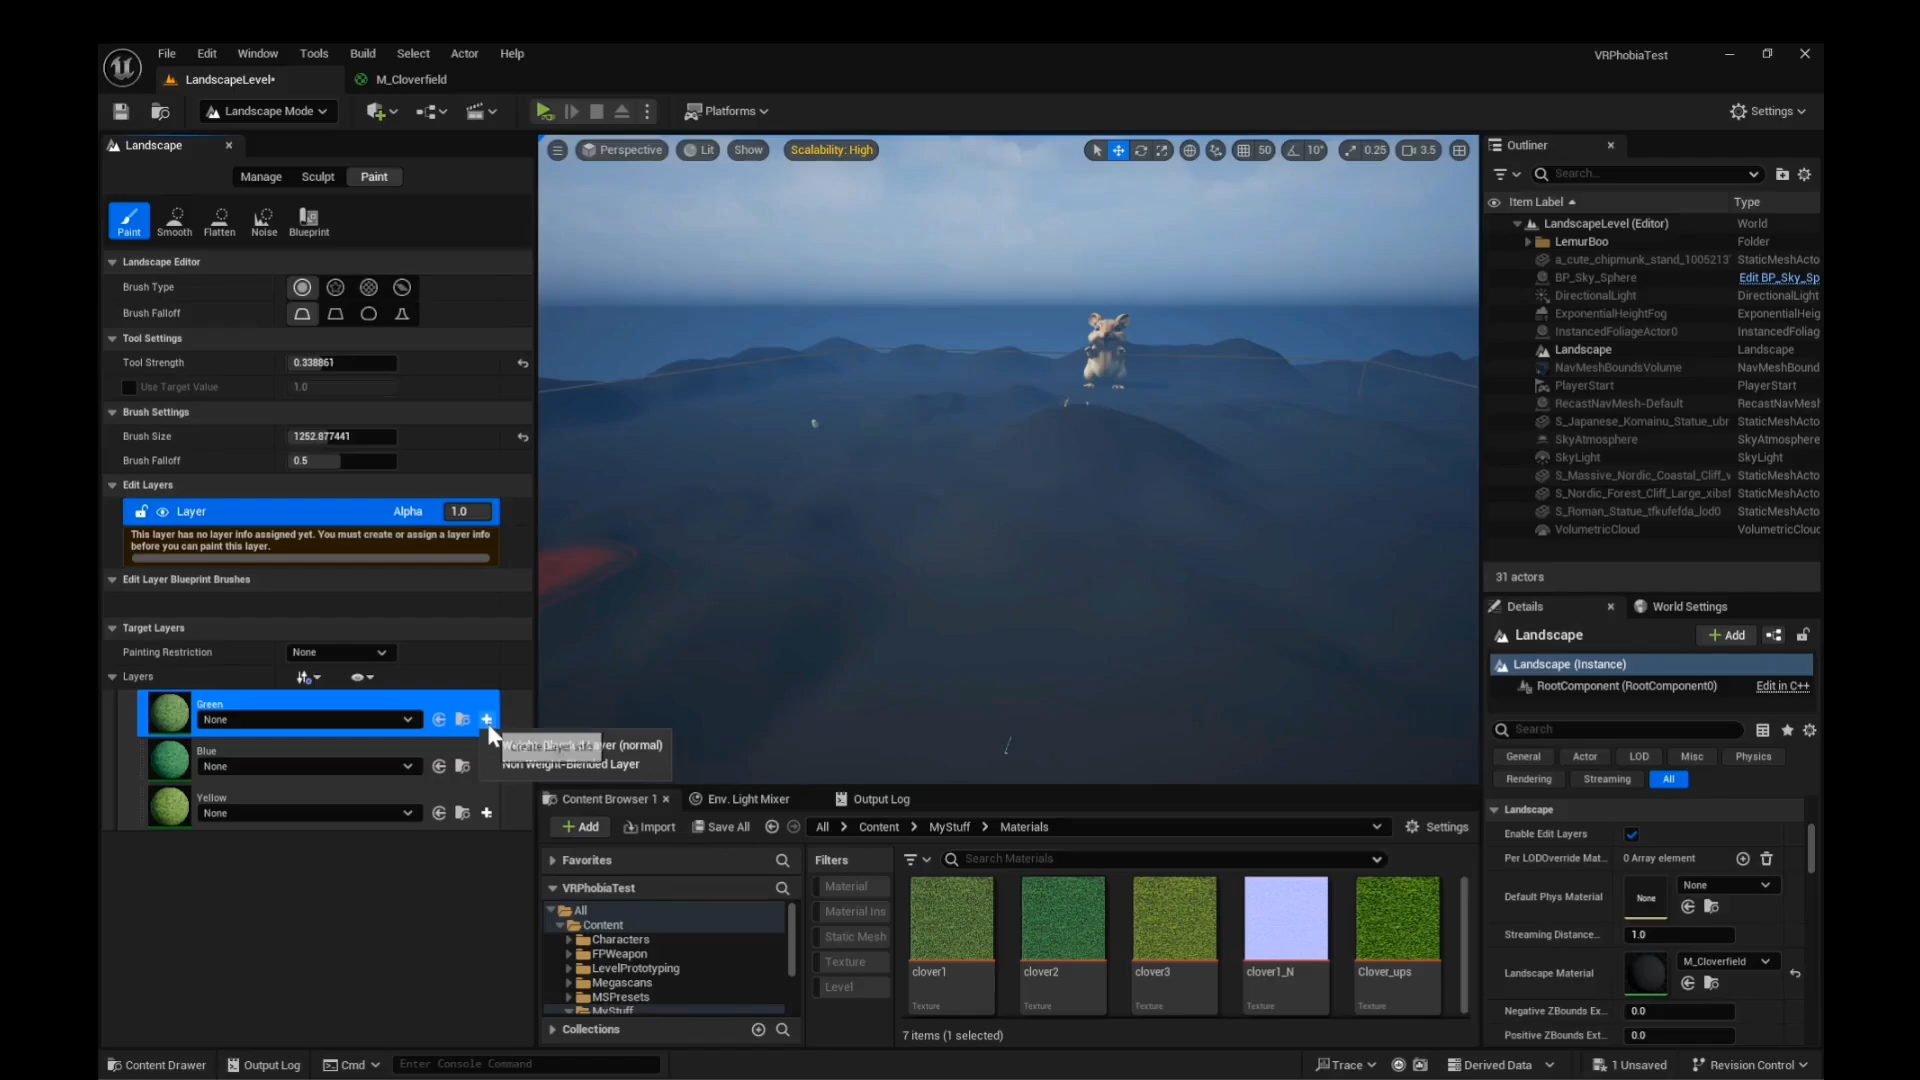 File Edit Window Tools Build Select Actor Help
VRPhobiaTest
LandscapeLevel•
M_Cloverfield
Landscape Mode
Platforms
Settings
Landscape
Manage Sculpt Paint
Paint Smooth Flatten Noise Blueprint
Landscape Editor
Brush Type
Brush Falloff
Tool Settings
Tool Strength 0.338861
Use Target Value 1.0
Brush Settings
Brush Size 1252.877441
Brush Falloff 0.5
Edit Layers
Layer Alpha 1.0
This layer has no layer info assigned yet. You must create or assign a layer info
before you can paint this layer.
Edit Layer Blueprint Brushes
Target Layers
Painting Restriction None
Layers
Green
None
Blue
None
Yellow
None
Layer (normal)
Non Weight-Blended Layer
Perspective Lit Show Scalability: High
50 10° 0.25 3.5
Outliner
Search...
Item Label Type
LandscapeLevel (Editor) World
LemurBoo Folder
a_cute_chipmunk_stand_1005213 StaticMeshActo
BP_Sky_Sphere Edit BP_Sky_Sp
DirectionalLight DirectionalLight
ExponentialHeightFog ExponentialHeig
InstancedFoliageActor0 InstancedFoliag
Landscape Landscape
NavMeshBoundsVolume NavMeshBound
PlayerStart PlayerStart
RecastNavMesh-Default RecastNavMesh
S_Japanese_Komainu_Statue_ubr StaticMeshActo
SkyAtmosphere SkyAtmosphere
SkyLight SkyLight
S_Massive_Nordic_Coastal_Cliff_v StaticMeshActo
S_Nordic_Forest_Cliff_Large_xibsf StaticMeshActo
S_Roman_Statue_tfkufefda_lod0 StaticMeshActo
VolumetricCloud VolumetricCloud
31 actors
Details World Settings
Landscape Add
Landscape (Instance)
RootComponent (RootComponent0) Edit in C++
Search
General Actor LOD Misc Physics
Rendering Streaming All
Landscape
Enable Edit Layers
Per LODOverride Mat... 0 Array element
Default Phys Material None None
Streaming Distance... 1.0
Landscape Material M_Cloverfield
Negative ZBounds Ex... 0.0
Positive ZBounds Ext... 0.0
Content Browser 1 Env. Light Mixer Output Log
Add Import Save All All Content MyStuff Materials Settings
Favorites
VRPhobiaTest
All
Content
Characters
FPWeapon
LevelPrototyping
Megascans
MSPresets
MyStuff
Collections
Filters
Material
Material Ins
Static Mesh
Texture
Level
Search Materials
clover1 clover2 clover3 clover1_N Clover_ups
Texture Texture Texture Texture Texture
7 items (1 selected)
Content Drawer Output Log Cmd Enter Console Command
Trace Derived Data 1 Unsaved Revision Control